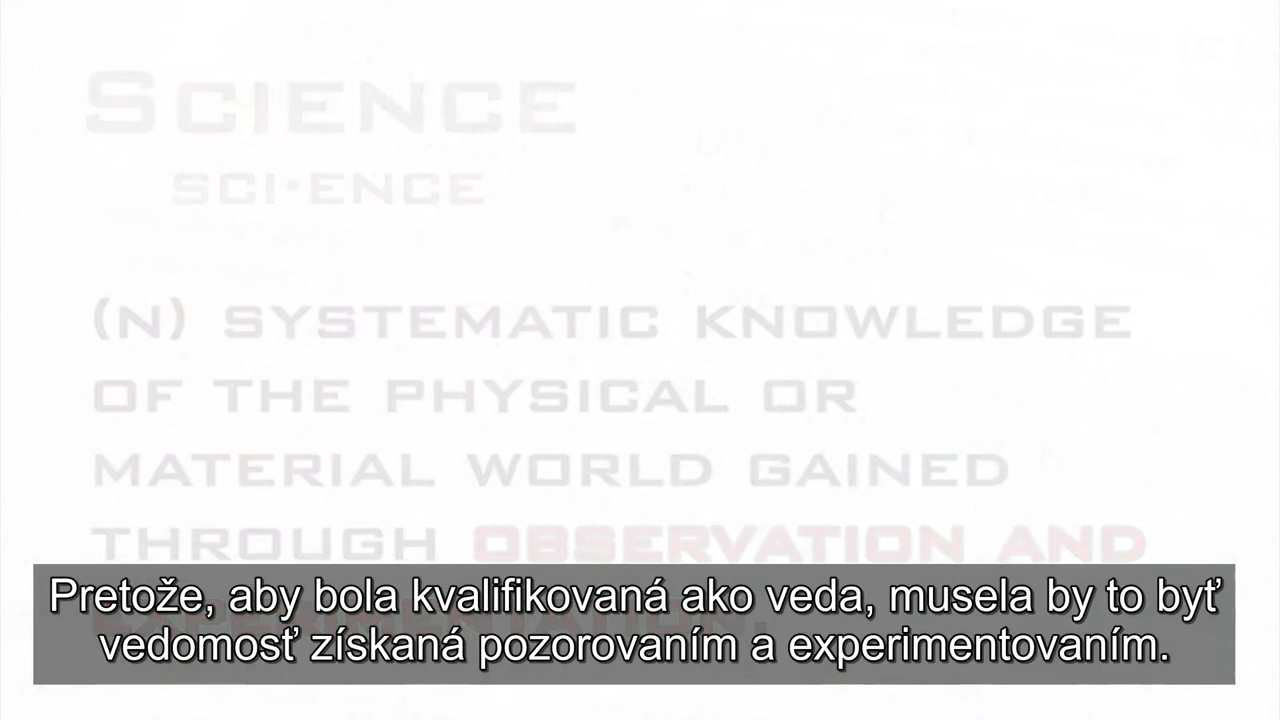 SCIENCE
SCI•ENCE
(N) SYSTEMATIC KNOWLEDGE
OF THE PHYSICAL OR
MATERIAL WORLD GAINED
THROUGH OBSERVATION AND
EXPERIMENTATION.
Pretože, aby bola kvalifikovaná ako veda, musela by to byť
vedomosť získaná pozorovaním a experimentovaním.